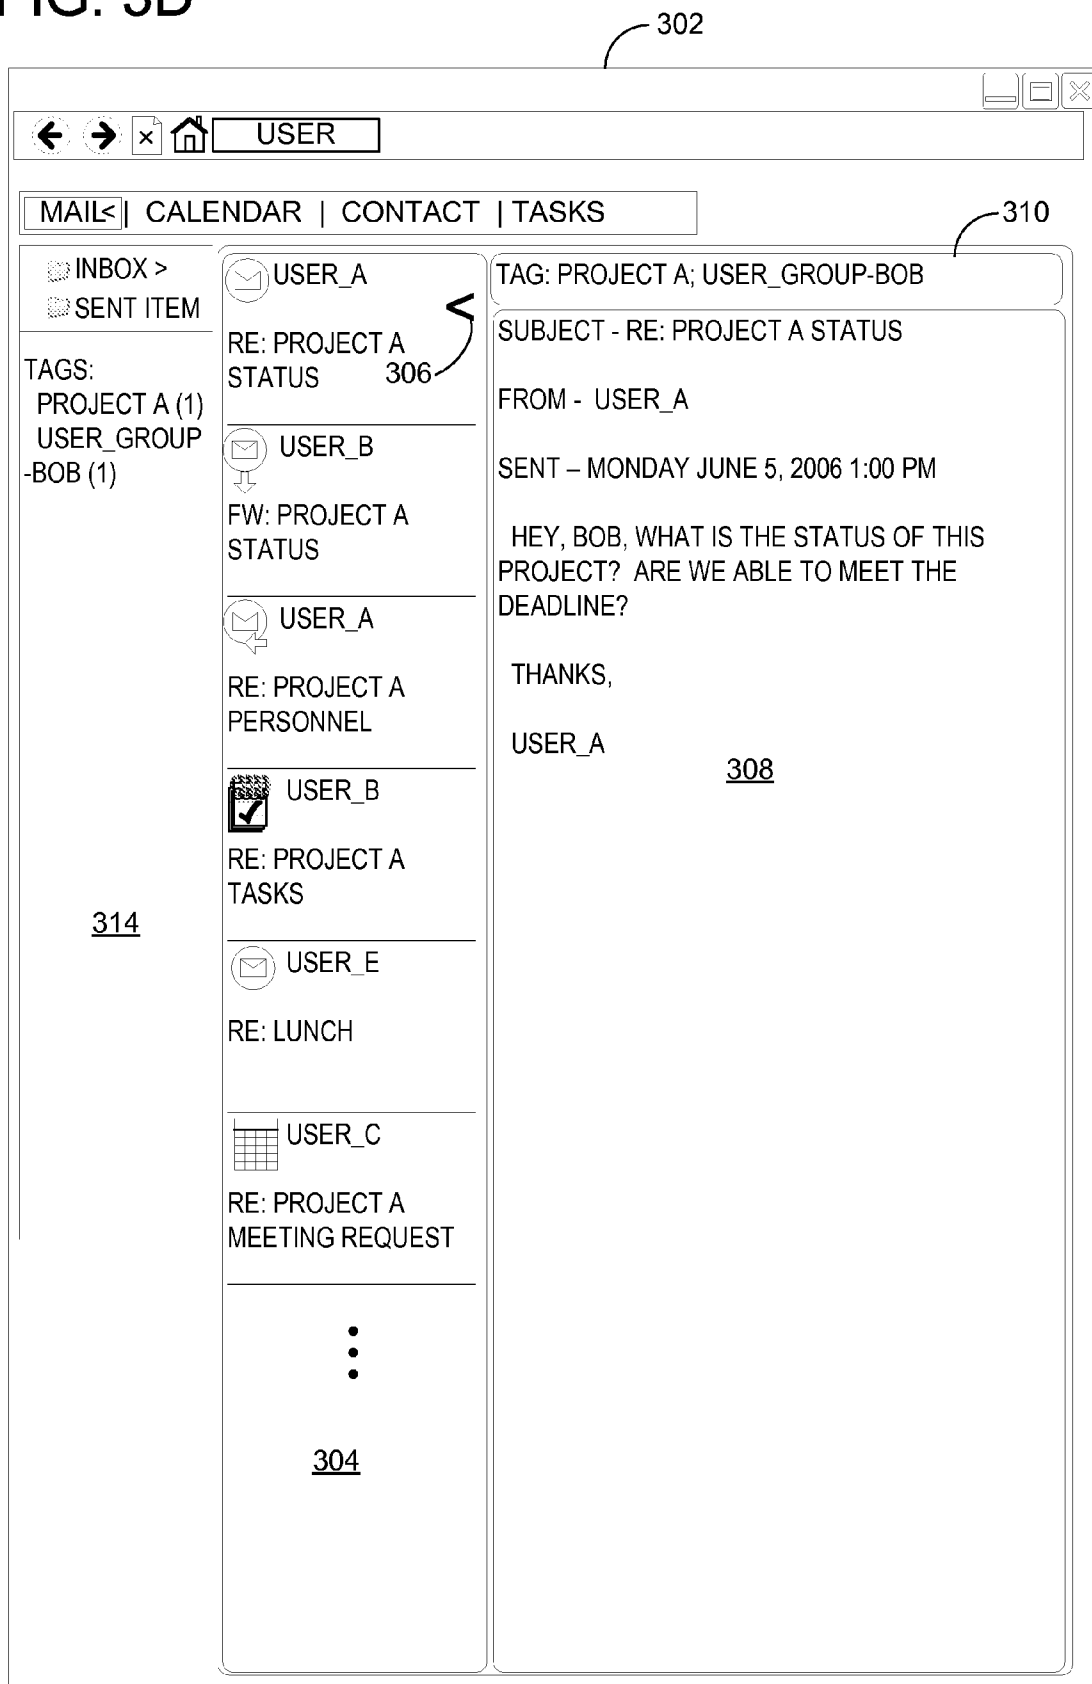 FIG. 3D
302
USER
MAIL< | CALENDAR | CONTACT | TASKS
310
INBOX >
SENT ITEM
TAGS:
PROJECT A (1)
USER_GROUP
-BOB (1)
314
USER_A
<
RE: PROJECT A
STATUS
306
USER_B
FW: PROJECT A
STATUS
USER_A
RE: PROJECT A
PERSONNEL
USER_B
RE: PROJECT A
TASKS
USER_E
RE: LUNCH
USER_C
RE: PROJECT A
MEETING REQUEST
304
TAG: PROJECT A; USER_GROUP-BOB
SUBJECT - RE: PROJECT A STATUS
FROM - USER_A
SENT – MONDAY JUNE 5, 2006 1:00 PM
HEY, BOB, WHAT IS THE STATUS OF THIS
PROJECT? ARE WE ABLE TO MEET THE
DEADLINE?
THANKS,
USER_A
308